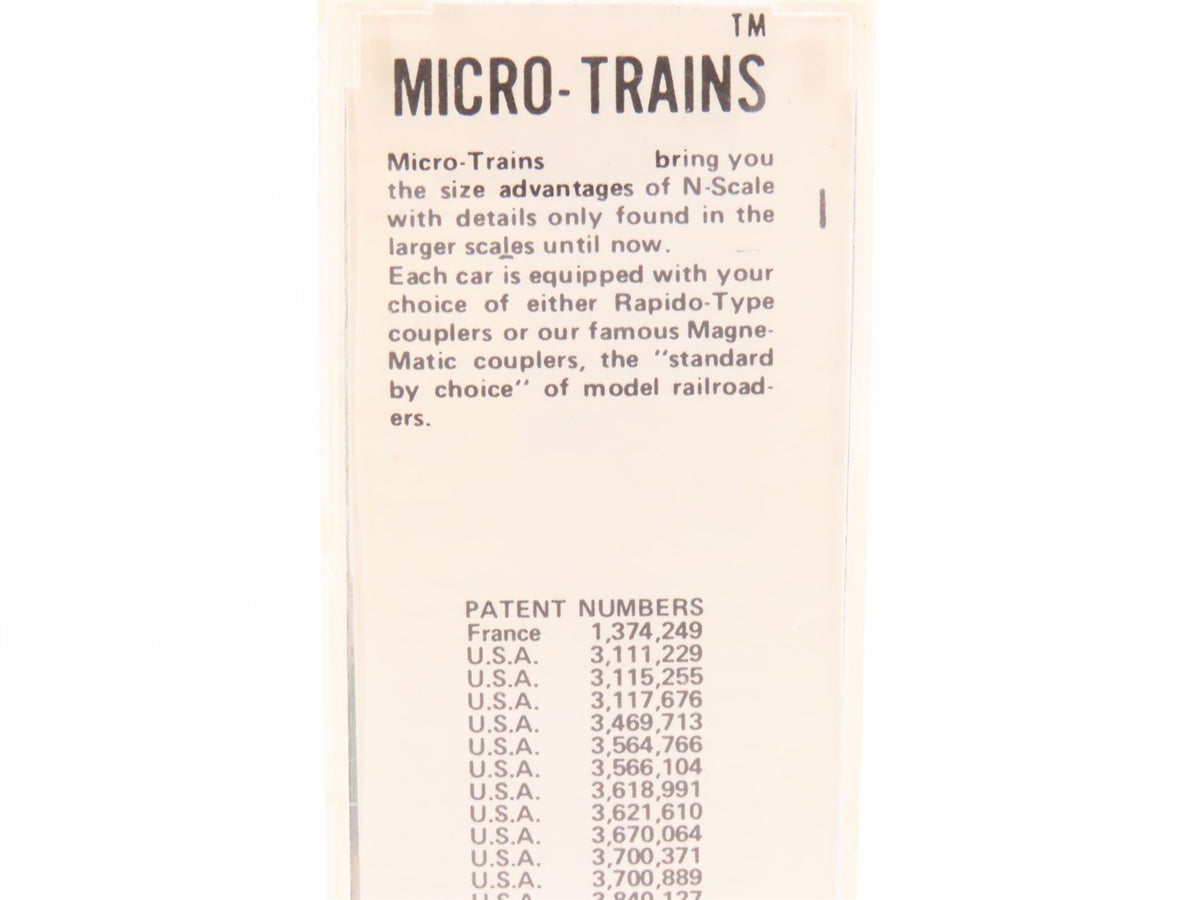 TM
MICRO-TRAINS
Micro-Trains bring you
the size advantages of N-Scale
with details only found in the
larger scales until now.
Each car is equipped with your
choice of either Rapido-Type
couplers or our famous Magne-
Matic couplers, the "standard
by choice" of model railroad-
ers.
PATENT NUMBERS
France 1,374,249
U.S.A. 3,111,229
U.S.A. 3,115,255
U.S.A. 3,117,676
U.S.A. 3,469,713
U.S.A. 3,564,766
U.S.A. 3,566,104
U.S.A. 3,618,991
U.S.A. 3,621,610
U.S.A. 3,670,064
U.S.A. 3,700,371
U.S.A. 3,700,889
U.S.A. 3,840,127